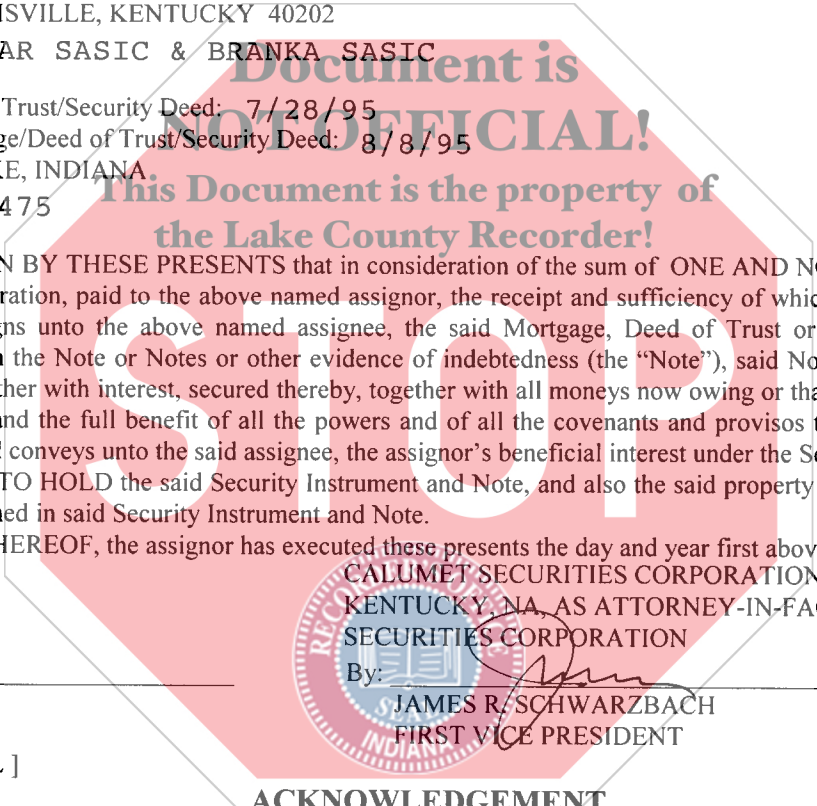 ISVILLE, KENTUCKY 40202
AR SASIC & BRANKA SASIC
Document is
Trust/Security Deed: 7/28/95
NOT OFFICIAL!
ge/Deed of Trust/Security Deed: 8/8/95
E, INDIANA
This Document is the property of
475
the Lake County Recorder!
N BY THESE PRESENTS that in consideration of the sum of ONE AND N
ration, paid to the above named assignor, the receipt and sufficiency of whic
gns unto the above named assignee, the said Mortgage, Deed of Trust or
the Note or Notes or other evidence of indebtedness (the “Note”), said No
ther with interest, secured thereby, together with all moneys now owing or tha
nd the full benefit of all the powers and of all the covenants and provisos t
conveys unto the said assignee, the assignor’s beneficial interest under the S
TO HOLD the said Security Instrument and Note, and also the said property
ed in said Security Instrument and Note.
HEREOF, the assignor has executed these presents the day and year first abov
STOP
CALUMET SECURITIES CORPORATION
KENTUCKY, NA, AS ATTORNEY-IN-FA
SECURITIES CORPORATION
By:
JAMES R. SCHWARZBACH
FIRST VICE PRESIDENT
SEAL
INDIANA
]
ACKNOWLEDGEMENT